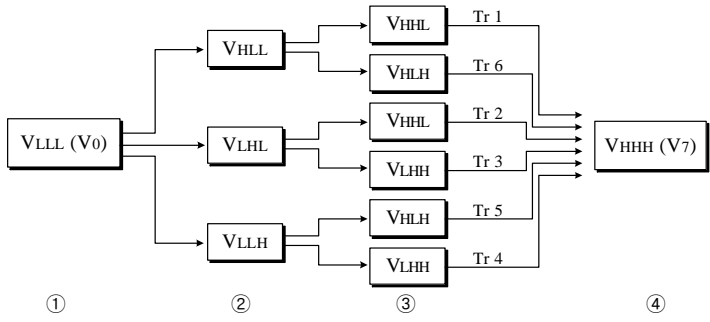 VHHL
Tr 1
VHLL
VHLH
Tr 6
VHHL
Tr 2
VLLL (V0)
VLHL
VHHH (V7)
VLHH
Tr 3
VHLH
Tr 5
VLLH
VLHH
Tr 4
① ② ③ ④